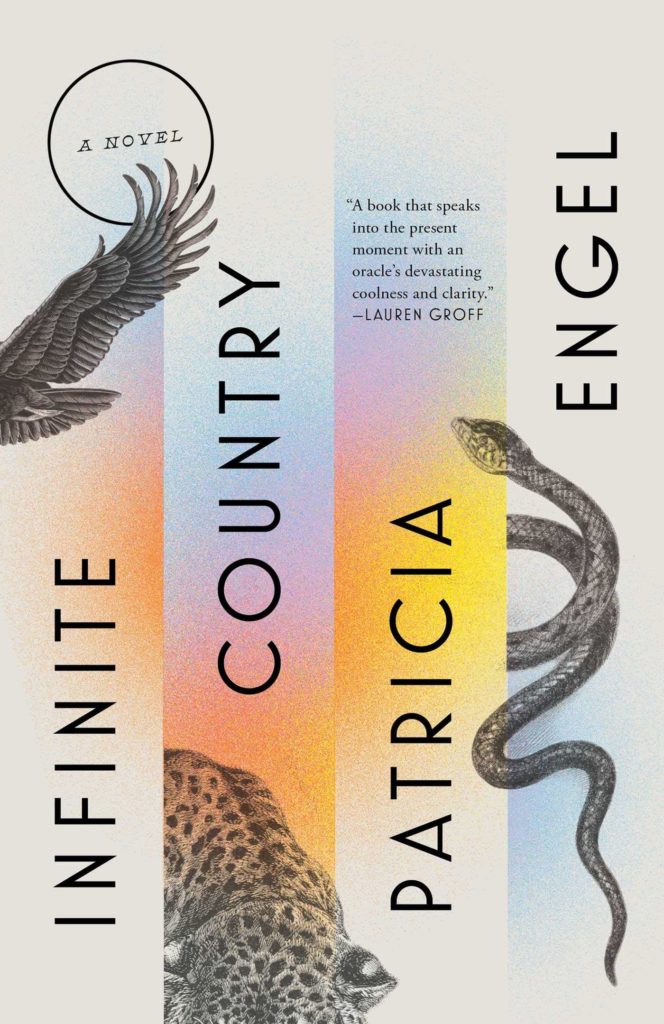 A NOVEL
INFINITE
COUNTRY
“A book that speaks
into the present
moment with an
oracle’s devastating
coolness and clarity.”
—LAUREN GROFF
PATRICIA
ENGEL